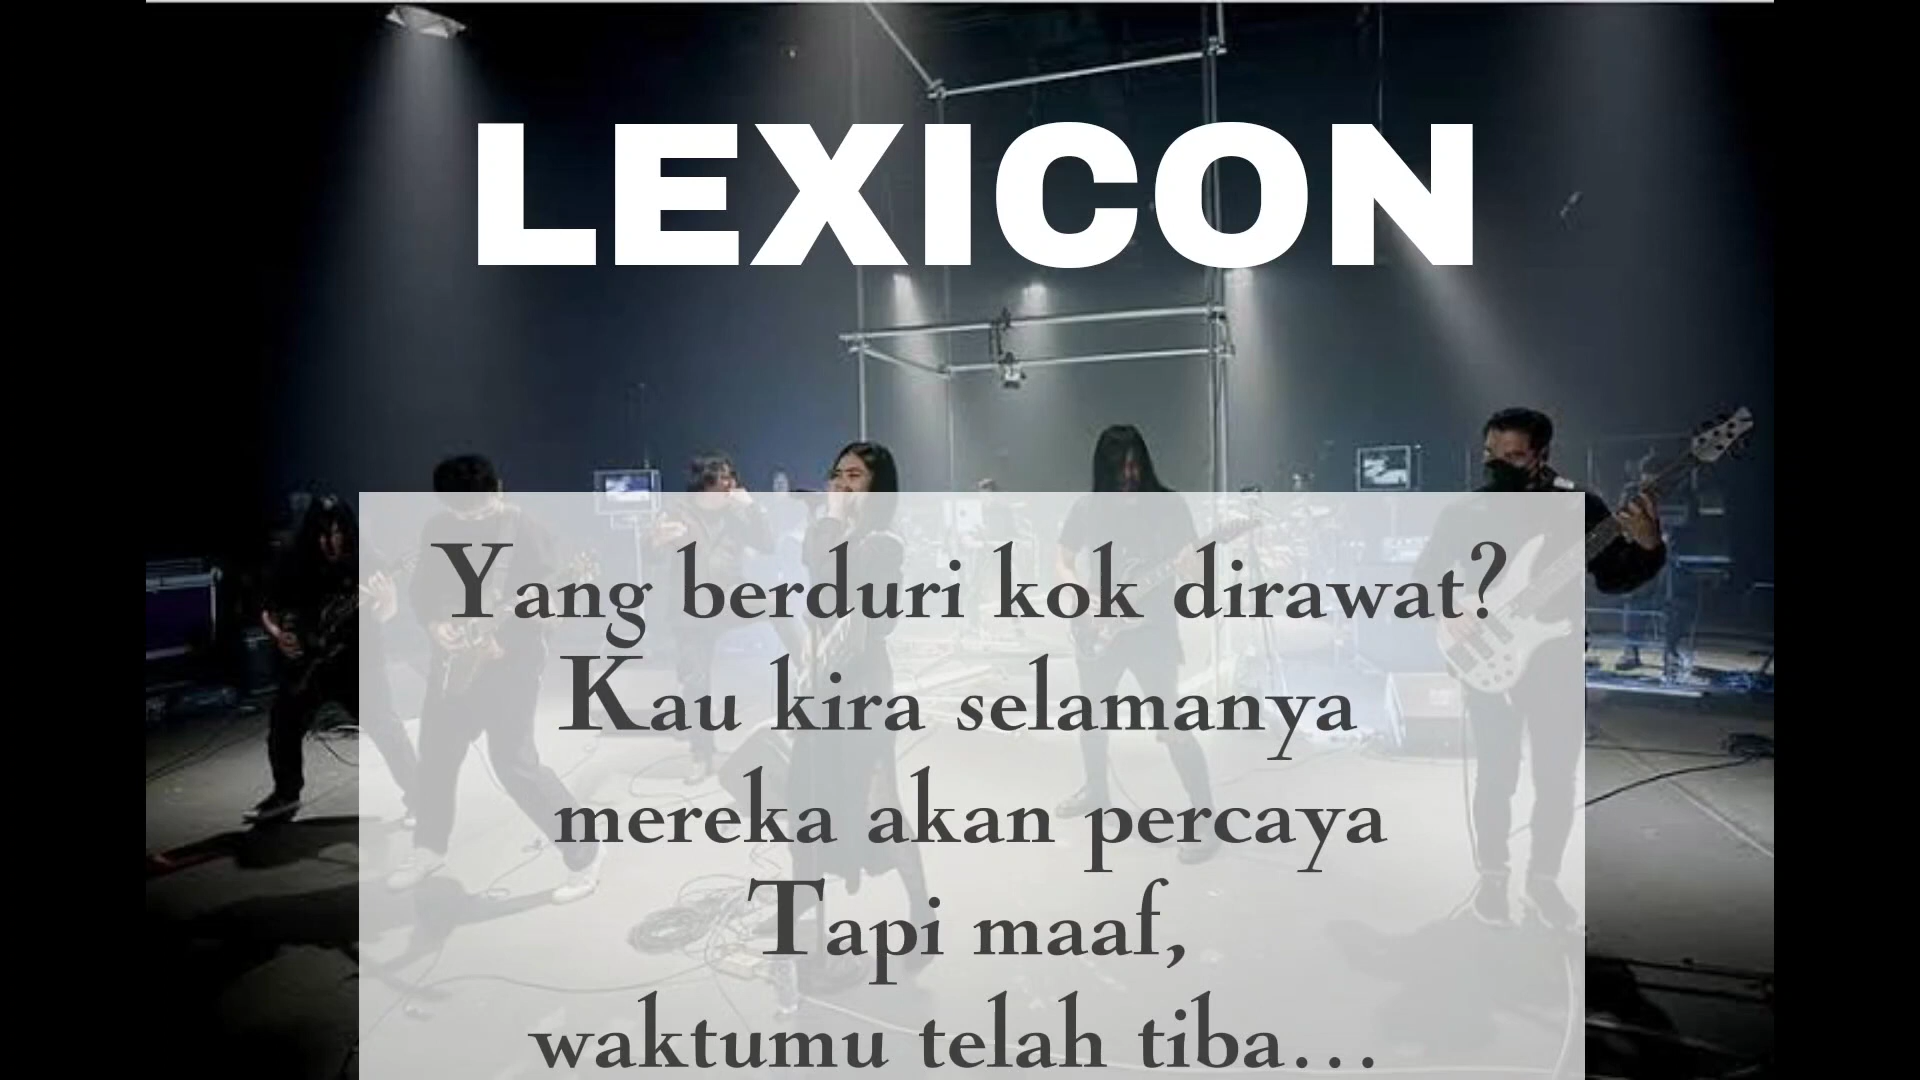 LEXICON
Yang berduri kok dirawat?
Kau kira selamanya
mereka akan percaya
Tapi maaf,
waktumu telah tiba...